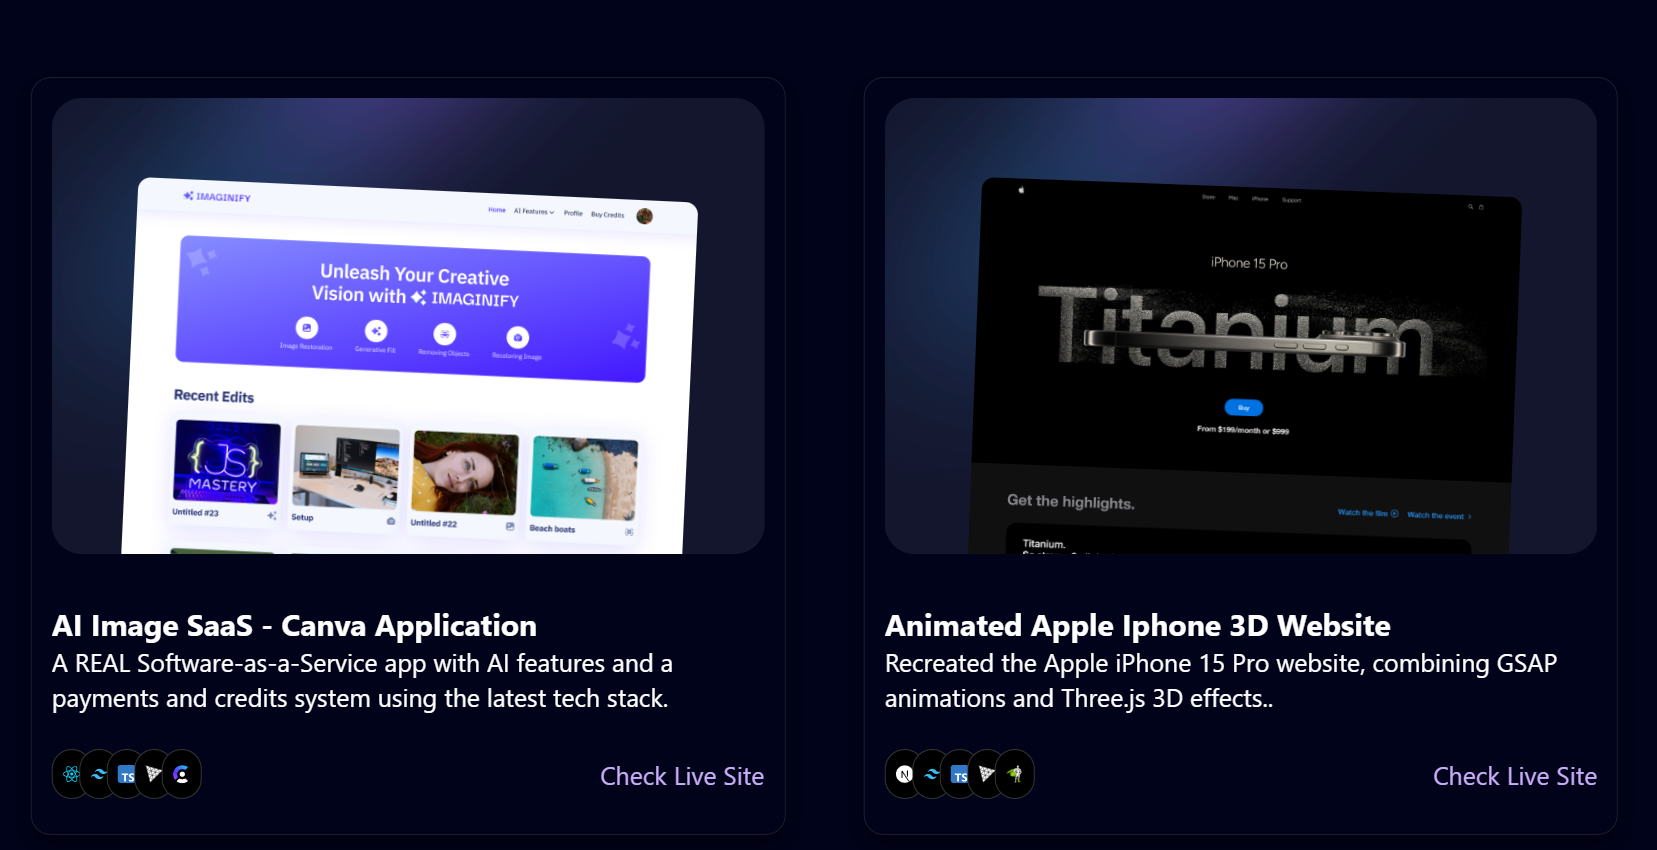 IMAGINIFY
Home AI Features Profile Buy Credits
Unleash Your Creative
Vision with IMAGINIFY
Image Restoration Generative Fill Removing Objects Recoloring Image
Recent Edits
JS
MASTERY
Untitled #23
Setup
Untitled #22
Beach boats
AI Image SaaS - Canva Application
A REAL Software-as-a-Service app with AI features and a
payments and credits system using the latest tech stack.
TS
Check Live Site
Store Mac iPhone Support
iPhone 15 Pro
Titanium
Buy
From $199/month or $999
Get the highlights.
Watch the film Watch the event
Titanium.
Animated Apple Iphone 3D Website
Recreated the Apple iPhone 15 Pro website, combining GSAP
animations and Three.js 3D effects..
N TS
Check Live Site